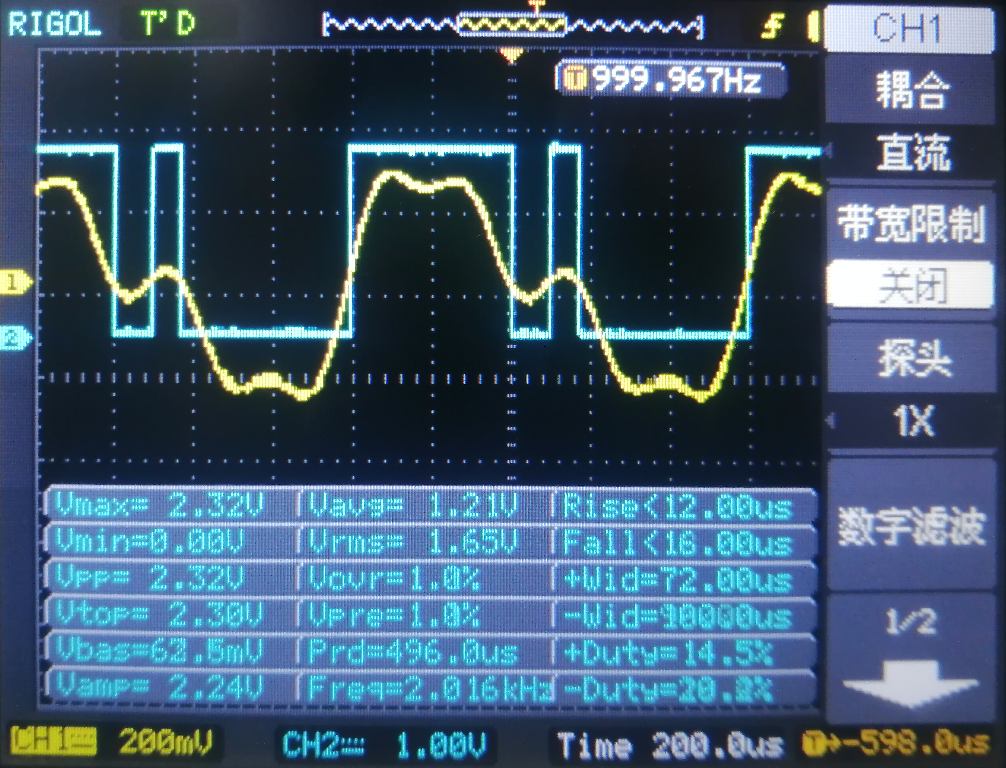 RIGOL T'D CH1
T 999.967Hz
耦合
直流
带宽限制
1
关闭
2
探头
1X
Vmax= 2.32V Vavg= 1.21V Rise<12.00us
Vmin=0.00V Vrms= 1.65V Fall<16.00us
数字滤波
Vpp= 2.32V Vovr=1.0% +Wid=72.00us
Vtop= 2.30V Vpre=1.0% -Wid=
1/2
Vbas= Prd=496.0us +Duty=14.5%
Vamp= 2.24V Freq=2.016kHz -Duty=
CH1 200mV CH2 1.00V Time 200.0us T→-598.0us